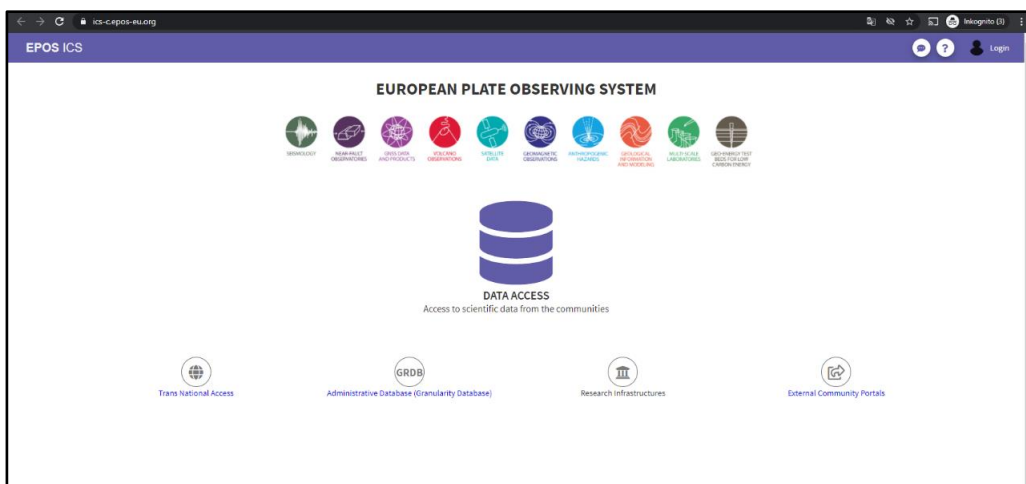 ics-c.epos-eu.org
Inkognito (3)
EPOS ICS
?
Login
EUROPEAN PLATE OBSERVING SYSTEM
SEISMOLOGY
NEAR-FAULT
OBSERVATORIES
GNSS DATA
AND PRODUCTS
VOLCANO
OBSERVATIONS
SATELLITE
DATA
GEOMAGNETIC
OBSERVATIONS
ANTHROPOGENIC
HAZARDS
GEOLOGICAL
INFORMATION
AND MODELING
MULTI-SCALE
LABORATORIES
GEO-ENERGY TEST
BEDS FOR LOW
CARBON ENERGY
DATA ACCESS
Access to scientific data from the communities
GRDB
Trans National Access
Administrative Database (Granularity Database)
Research Infrastructures
External Community Portals